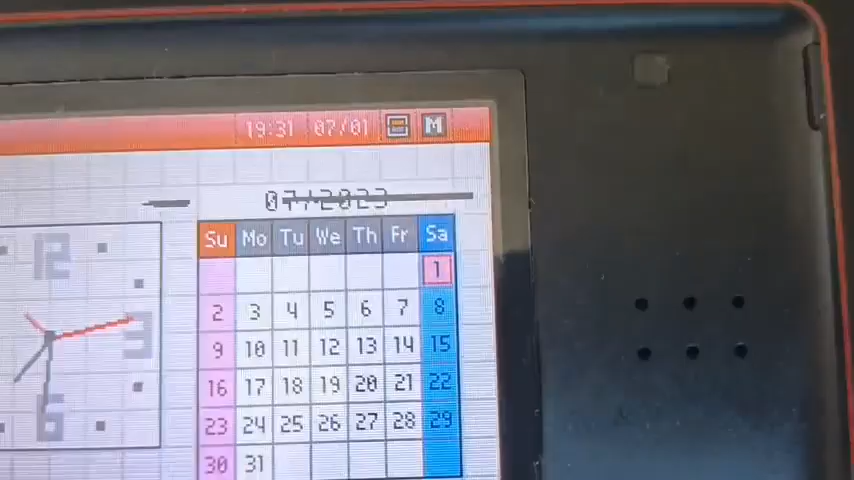 19:31 07/01 M
07/2023
12
Su Mo Tu We Th Fr Sa
1
3
2 3 4 5 6 7 8
9 10 11 12 13 14 15
16 17 18 19 20 21 22
6
23 24 25 26 27 28 29
30 31